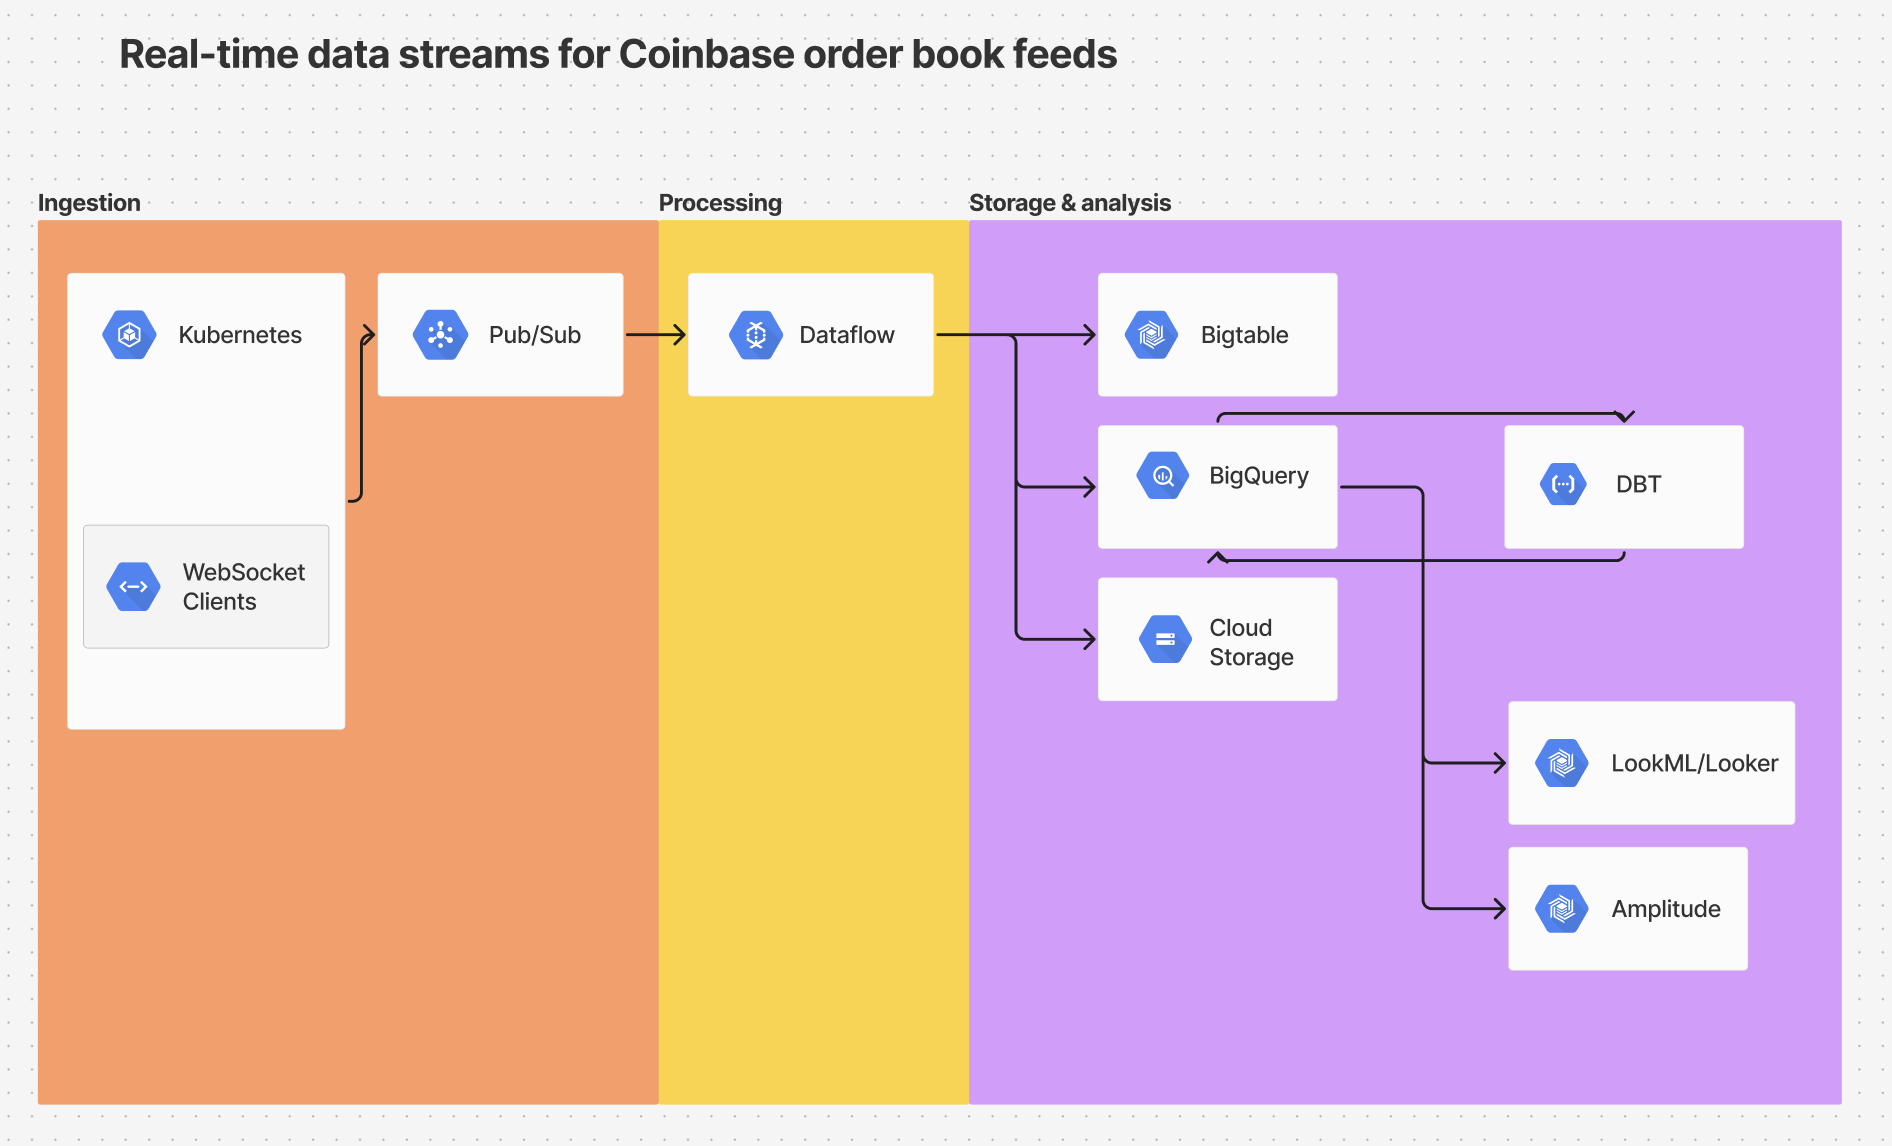 Real-time data streams for Coinbase order book feeds
Ingestion
Processing
Storage & analysis
Kubernetes
WebSocket
Clients
Pub/Sub
Dataflow
Bigtable
BigQuery
DBT
Cloud
Storage
LookML/Looker
Amplitude